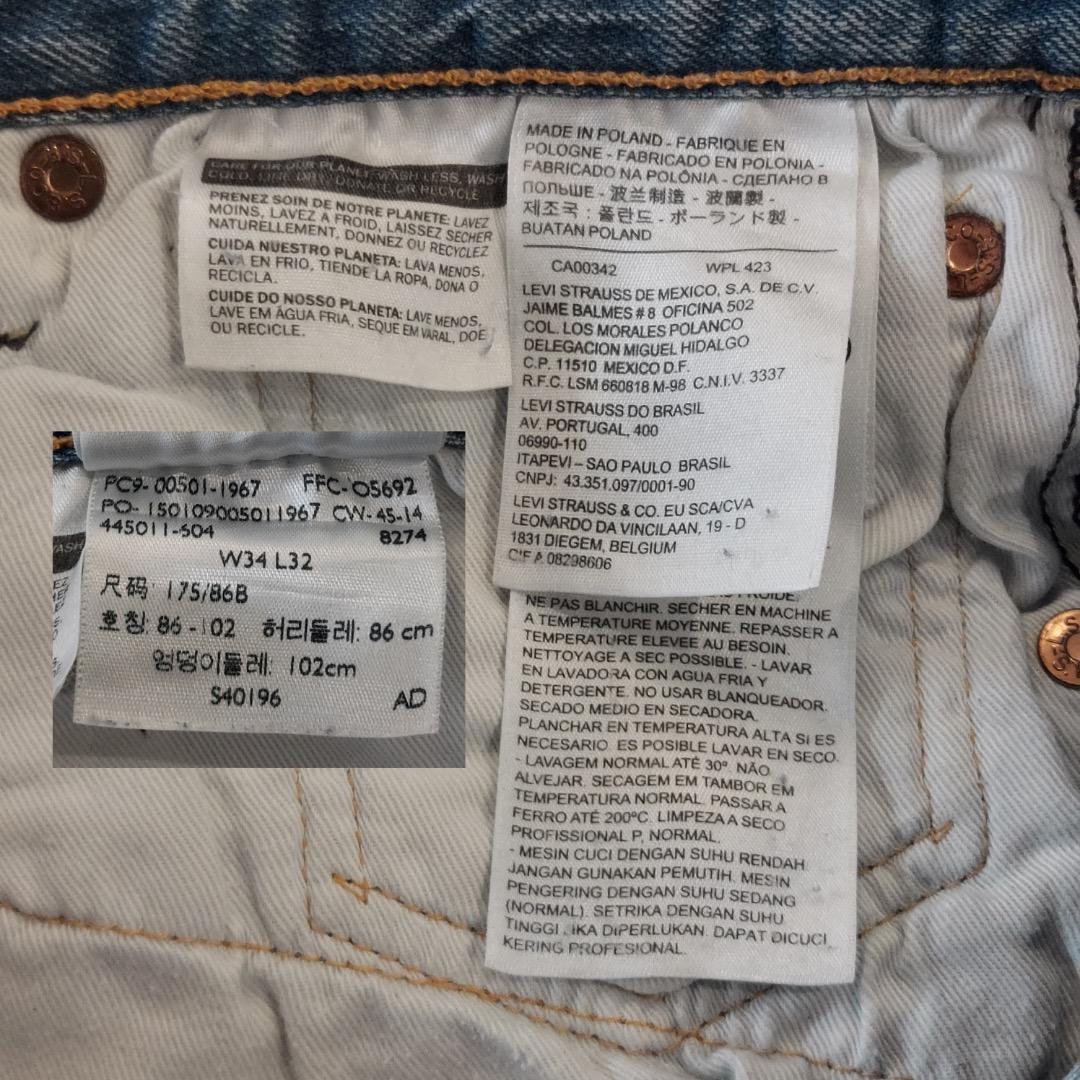 CARE FOR OUR PLANET: WASH LESS, WASH
COLD, LINE DRY, DONATE OR RECYCLE
PRENEZ SOIN DE NOTRE PLANETE: LAVEZ
MOINS, LAVEZ A FROID, LAISSEZ SECHER
NATURELLEMENT, DONNEZ OU RECYCLEZ
CUIDA NUESTRO PLANETA: LAVA MENOS,
LAVA EN FRIO, TIENDE LA ROPA, DONA O
RECICLA.
CUIDE DO NOSSO PLANETA: LAVE MENOS,
LAVE EM ÁGUA FRIA, SEQUE EM VARAL, DOE
OU RECICLE.
MADE IN POLAND - FABRIQUE EN
POLOGNE - FABRICADO EN POLONIA -
FABRICADO NA POLÔNIA - СДЕЛАНО В
ПОЛЬШЕ - 波兰制造 - 波蘭製 -
제조국 : 폴란드 - ポーランド製 -
BUATAN POLAND
CA00342 WPL 423
LEVI STRAUSS DE MEXICO, S.A. DE C.V.
JAIME BALMES # 8 OFICINA 502
COL. LOS MORALES POLANCO
DELEGACION MIGUEL HIDALGO
C.P. 11510 MEXICO D.F.
R.F.C. LSM 660818 M-98 C.N.I.V. 3337
LEVI STRAUSS DO BRASIL
AV. PORTUGAL, 400
06990-110
ITAPEVI – SAO PAULO BRASIL
CNPJ: 43.351.097/0001-90
LEVI STRAUSS & CO. EU SCA/CVA
LEONARDO DA VINCILAAN, 19 - D
1831 DIEGEM, BELGIUM
CIF A 08298606
FROIDE.
NE PAS BLANCHIR. SECHER EN MACHINE
A TEMPERATURE MOYENNE. REPASSER A
TEMPERATURE ELEVEE AU BESOIN.
NETTOYAGE A SEC POSSIBLE. - LAVAR
EN LAVADORA CON AGUA FRIA Y
DETERGENTE. NO USAR BLANQUEADOR.
SECADO MEDIO EN SECADORA.
PLANCHAR EN TEMPERATURA ALTA SI ES
NECESARIO. ES POSIBLE LAVAR EN SECO.
- LAVAGEM NORMAL ATÉ 30º. NÃO
ALVEJAR. SECAGEM EM TAMBOR EM
TEMPERATURA NORMAL. PASSAR A
FERRO ATÉ 200ºC. LIMPEZA A SECO
PROFISSIONAL P, NORMAL.
- MESIN CUCI DENGAN SUHU RENDAH.
JANGAN GUNAKAN PEMUTIH. MESIN
PENGERING DENGAN SUHU SEDANG
(NORMAL). SETRIKA DENGAN SUHU
TINGGI JIKA DIPERLUKAN. DAPAT DICUCI
KERING PROFESIONAL.
PC9- 00501-1967 FFC-O5692
PO- 150109005011967 CW-45-14
445011-S04 8274
W34 L32
尺码: 175/86B
호칭: 86 -102 허리둘레: 86 cm
엉덩이둘레: 102cm
S40196 AD